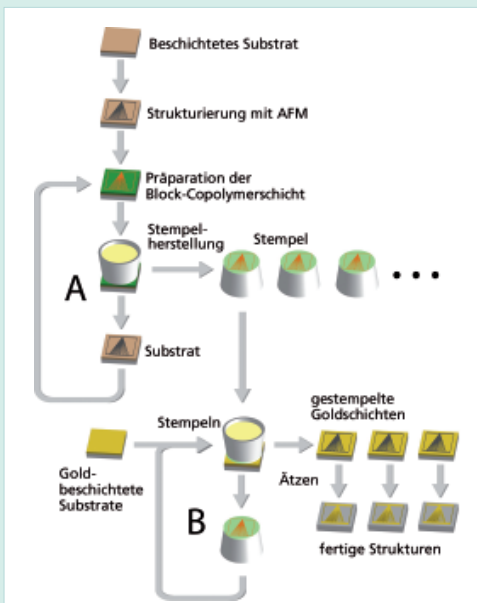 Beschichtetes Substrat
Strukturierung mit AFM
Präparation der
Block-Copolymerschicht
Stempel-
herstellung
Stempel
A
Substrat
Stempeln
gestempelte
Goldschichten
Gold-
beschichtete
Substrate
Ätzen
B
fertige Strukturen